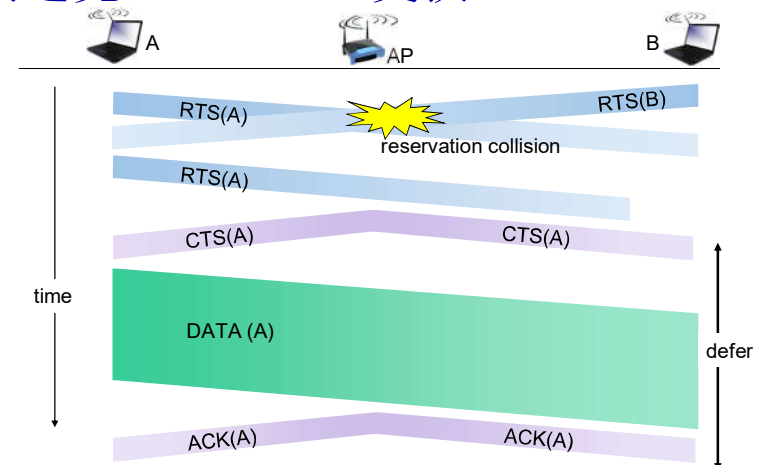 A
AP
B
RTS(A)
RTS(B)
reservation collision
RTS(A)
CTS(A)
CTS(A)
time
DATA (A)
defer
ACK(A)
ACK(A)